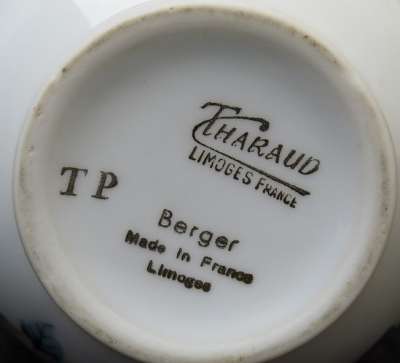 THARAUD
LIMOGES FRANCE
TP
Berger
Made in France
Limoges